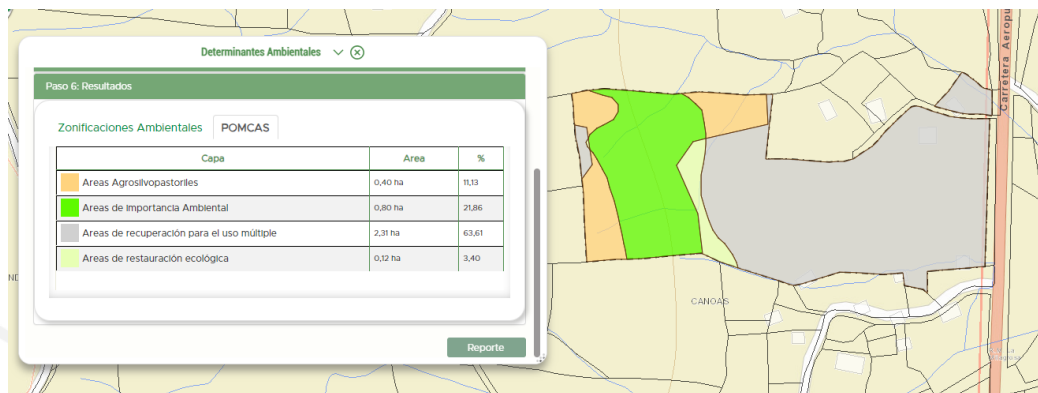 Determinantes Ambientales
Paso 6: Resultados
Zonificaciones Ambientales POMCAS
Capa Area %
Areas Agrosilvopastoriles 0,40 ha 11,13
Areas de Importancia Ambiental 0,80 ha 21,86
Areas de recuperación para el uso múltiple 2,31 ha 63,61
Areas de restauración ecológica 0,12 ha 3,40
Reporte
CANOAS
Carretera Aeropu